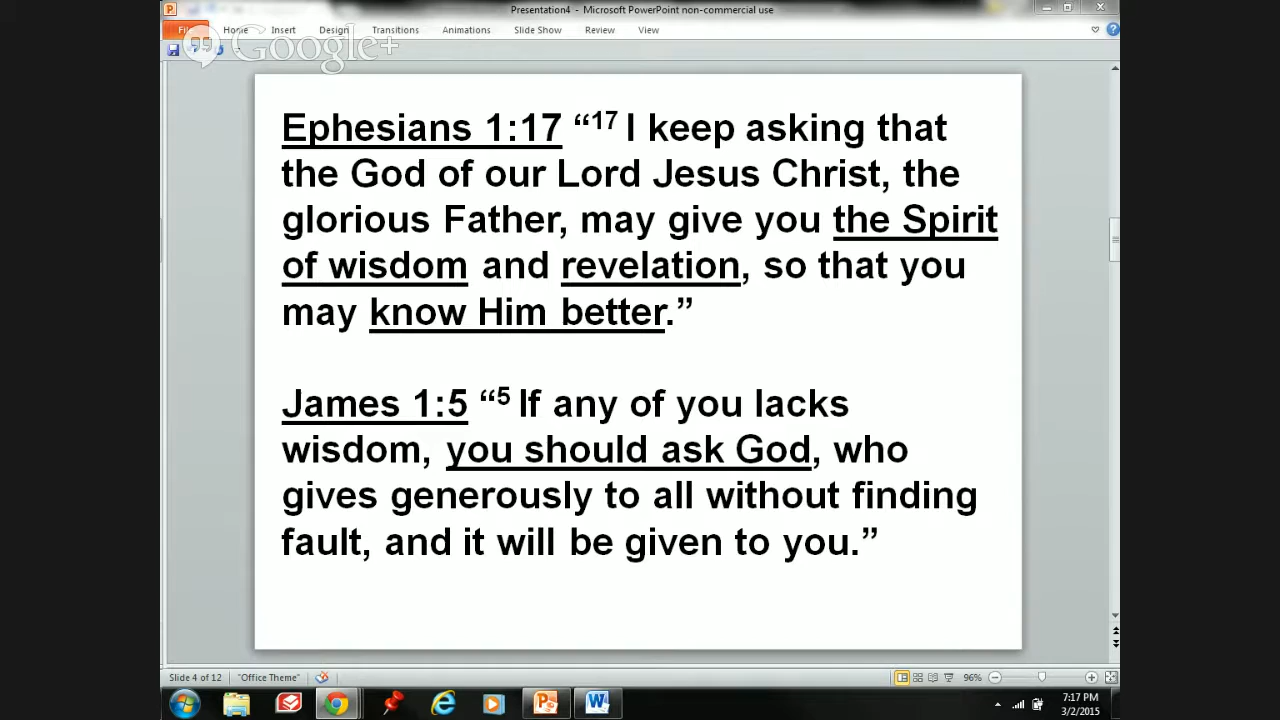 Presentation4 - Microsoft PowerPoint non-commercial use
Home Insert Design Transitions Animations Slide Show Review View
Google+
Ephesians 1:17 “17 I keep asking that
the God of our Lord Jesus Christ, the
glorious Father, may give you the Spirit
of wisdom and revelation, so that you
may know Him better.”
James 1:5 “5 If any of you lacks
wisdom, you should ask God, who
gives generously to all without finding
fault, and it will be given to you.”
Slide 4 of 12 "Office Theme" 96%
7:17 PM
3/2/2015